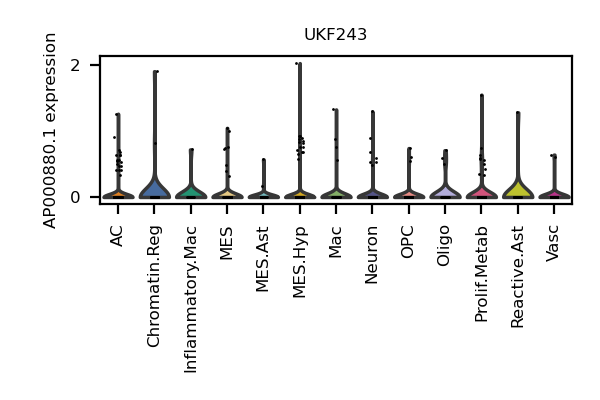 UKF243
AP000880.1 expression
2
0
AC
Chromatin.Reg
Inflammatory.Mac
MES
MES.Ast
MES.Hyp
Mac
Neuron
OPC
Oligo
Prolif.Metab
Reactive.Ast
Vasc